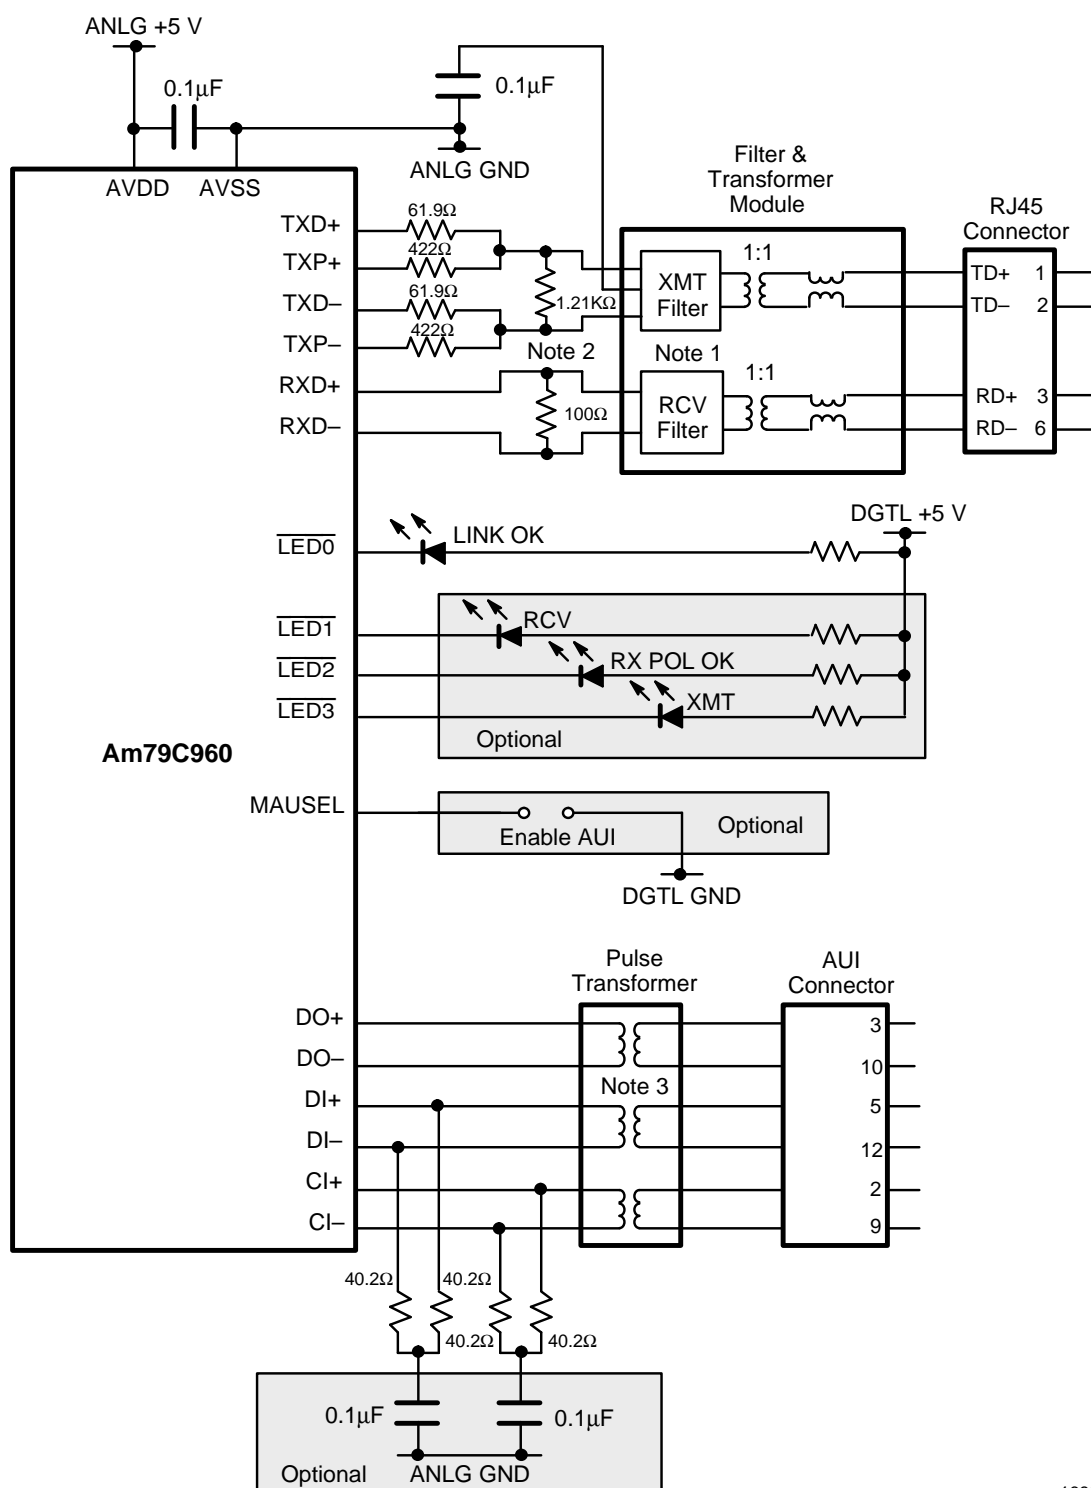 ANLG +5 V
0.1µF
0.1µF
ANLG GND
AVDD AVSS
Filter &
Transformer
Module
RJ45
Connector
TXD+
61.9Ω
TXP+
422Ω
TXD–
61.9Ω
TXP–
422Ω
1.21KΩ
Note 2
XMT
Filter
1:1
TD+ 1
TD– 2
Note 1
RXD+
RXD–
100Ω
RCV
Filter
1:1
RD+ 3
RD– 6
DGTL +5 V
LED0
LINK OK
LED1
RCV
LED2
RX POL OK
LED3
XMT
Optional
Am79C960
MAUSEL
Enable AUI
Optional
DGTL GND
Pulse
Transformer
AUI
Connector
DO+
3
DO–
10
Note 3
DI+
5
DI–
12
CI+
2
CI–
9
40.2Ω
40.2Ω
40.2Ω
40.2Ω
0.1µF
0.1µF
Optional
ANLG GND